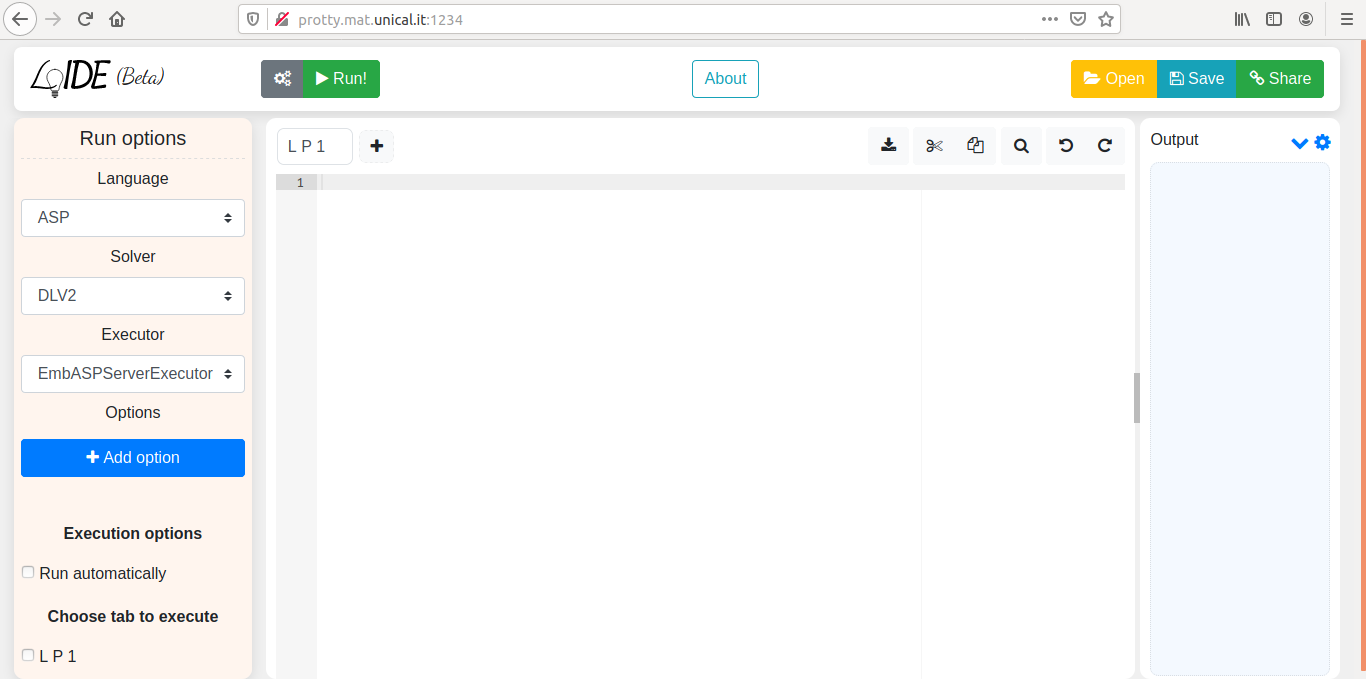 protty.mat.unical.it:1234
LoIDE (Beta)
Run!
About
Open
Save
Share
Run options
Language
ASP
Solver
DLV2
Executor
EmbASPServerExecutor
Options
Add option
Execution options
Run automatically
Choose tab to execute
L P 1
L P 1
1
Output